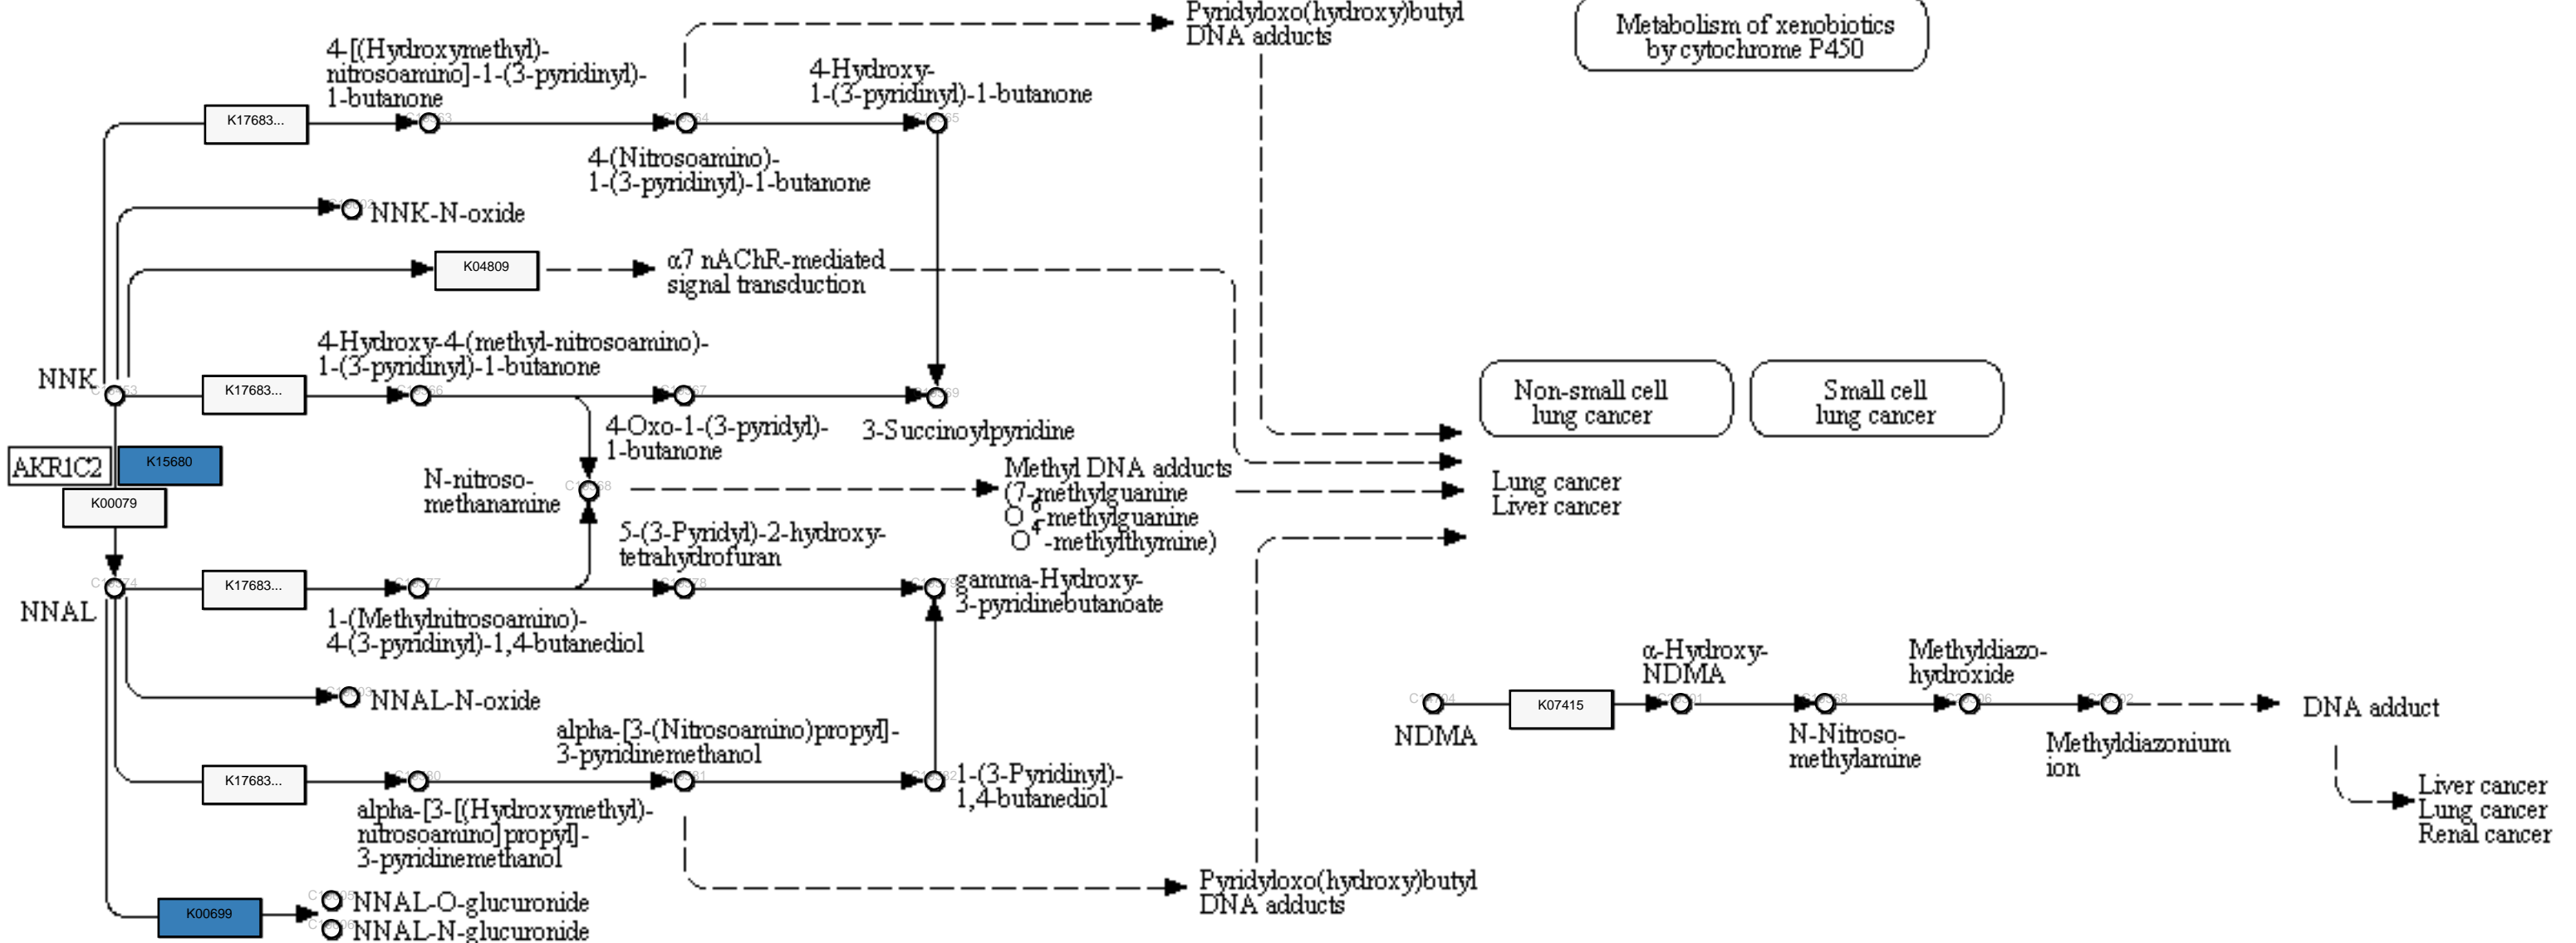 Pyridyloxo(hydroxy)butyl
DNA adducts
Metabolism of xenobiotics
by cytochrome P450
4-[(Hydroxymethyl)-
nitrosoamino]-1-(3-pyridinyl)-
1-butanone
4-Hydroxy-
1-(3-pyridinyl)-1-butanone
K17683...
4-(Nitrosoamino)-
1-(3-pyridinyl)-1-butanone
NNK-N-oxide
K04809
α7 nAChR-mediated
signal transduction
4-Hydroxy-4-(methyl-nitrosoamino)-
1-(3-pyridinyl)-1-butanone
NNK
K17683...
4-Oxo-1-(3-pyridyl)-
1-butanone
3-Succinoylpyridine
Non-small cell
lung cancer
Small cell
lung cancer
AKR1C2
K15680
K00079
N-nitroso-
methanamine
Methyl DNA adducts
(7-methylguanine
O6-methylguanine
O4-methylthymine)
Lung cancer
Liver cancer
5-(3-Pyridyl)-2-hydroxy-
tetrahydrofuran
NNAL
K17683...
gamma-Hydroxy-
3-pyridinebutanoate
1-(Methylnitrosoamino)-
4-(3-pyridinyl)-1,4-butanediol
NNAL-N-oxide
alpha-[3-(Nitrosoamino)propyl]-
3-pyridinemethanol
K17683...
1-(3-Pyridinyl)-
1,4-butanediol
alpha-[3-[(Hydroxymethyl)-
nitrosoamino]propyl]-
3-pyridinemethanol
K00699
NNAL-O-glucuronide
NNAL-N-glucuronide
Pyridyloxo(hydroxy)butyl
DNA adducts
NDMA
K07415
α-Hydroxy-
NDMA
N-Nitroso-
methylamine
Methyldiazo-
hydroxide
Methyldiazonium
ion
DNA adduct
Liver cancer
Lung cancer
Renal cancer